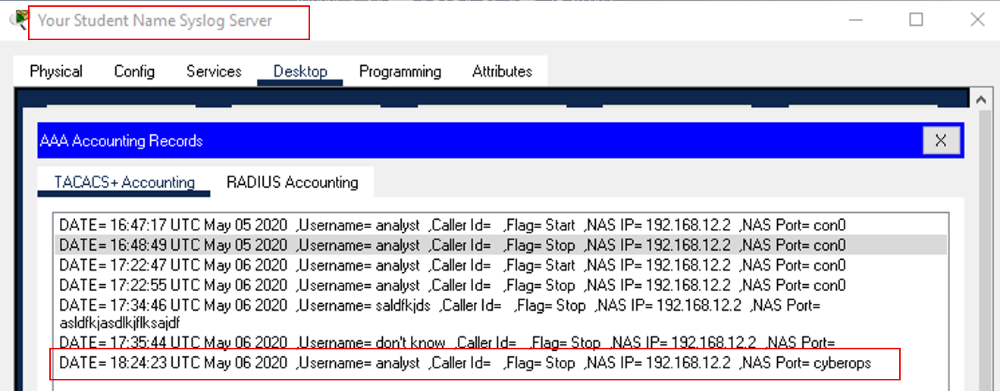 Your Student Name Syslog Server
Physical Config Services Desktop Programming Attributes
AAA Accounting Records X
TACACS+ Accounting RADIUS Accounting
DATE= 16:47:17 UTC May 05 2020 ,Username= analyst ,Caller Id= ,Flag= Start ,NAS IP= 192.168.12.2 ,NAS Port= con0
DATE= 16:48:49 UTC May 05 2020 ,Username= analyst ,Caller Id= ,Flag= Stop ,NAS IP= 192.168.12.2 ,NAS Port= con0
DATE= 17:22:47 UTC May 06 2020 ,Username= analyst ,Caller Id= ,Flag= Start ,NAS IP= 192.168.12.2 ,NAS Port= con0
DATE= 17:22:55 UTC May 06 2020 ,Username= analyst ,Caller Id= ,Flag= Stop ,NAS IP= 192.168.12.2 ,NAS Port= con0
DATE= 17:34:46 UTC May 06 2020 ,Username= saldfkjds ,Caller Id= ,Flag= Stop ,NAS IP= 192.168.12.2 ,NAS Port=
asldfkjasdlkjflksajdf
DATE= 17:35:44 UTC May 06 2020 ,Username= don't know ,Caller Id= ,Flag= Stop ,NAS IP= 192.168.12.2 ,NAS Port=
DATE= 18:24:23 UTC May 06 2020 ,Username= analyst ,Caller Id= ,Flag= Stop ,NAS IP= 192.168.12.2 ,NAS Port= cyberops